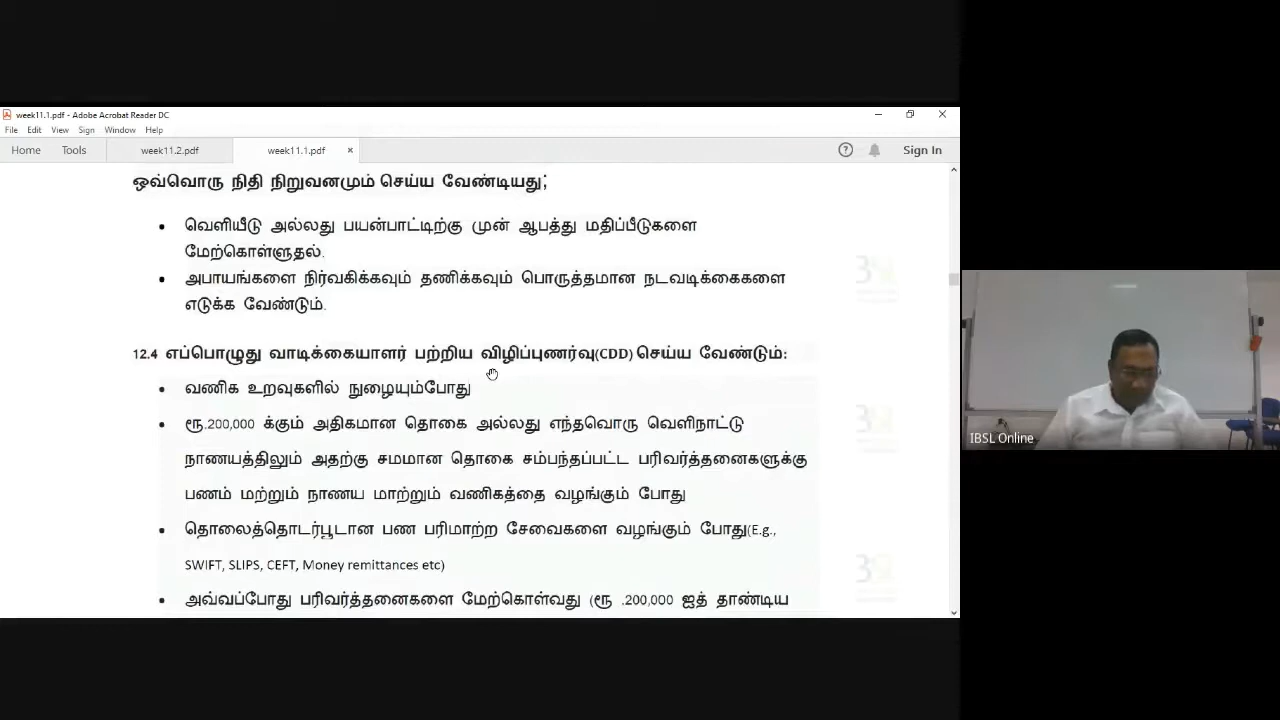 week11.1.pdf - Adobe Acrobat Reader DC
File Edit View Sign Window Help
Home Tools week11.2.pdf week11.1.pdf × ? Sign In
ஒவ்வொரு நிதி நிறுவனமும் செய்ய வேண்டியது;
• வெளியீடு அல்லது பயன்பாட்டிற்கு முன் ஆபத்து மதிப்பீடுகளை
மேற்கொள்ளுதல்.
• அபாயங்களை நிர்வகிக்கவும் தணிக்கவும் பொருத்தமான நடவடிக்கைகளை
எடுக்க வேண்டும்.
12.4 எப்பொழுது வாடிக்கையாளர் பற்றிய விழிப்புணர்வு(CDD) செய்ய வேண்டும்:
• வணிக உறவுகளில் நுழையும்போது
• ரூ.200,000 க்கும் அதிகமான தொகை அல்லது எந்தவொரு வெளிநாட்டு
நாணயத்திலும் அதற்கு சமமான தொகை சம்பந்தப்பட்ட பரிவர்த்தனைகளுக்கு
பணம் மற்றும் நாணய மாற்றும் வணிகத்தை வழங்கும் போது
• தொலைத்தொடர்பூடான பண பரிமாற்ற சேவைகளை வழங்கும் போது(E.g.,
SWIFT, SLIPS, CEFT, Money remittances etc)
• அவ்வப்போது பரிவர்த்தனைகளை மேற்கொள்வது (ரூ .200,000 ஐத் தாண்டிய
IBSL Online